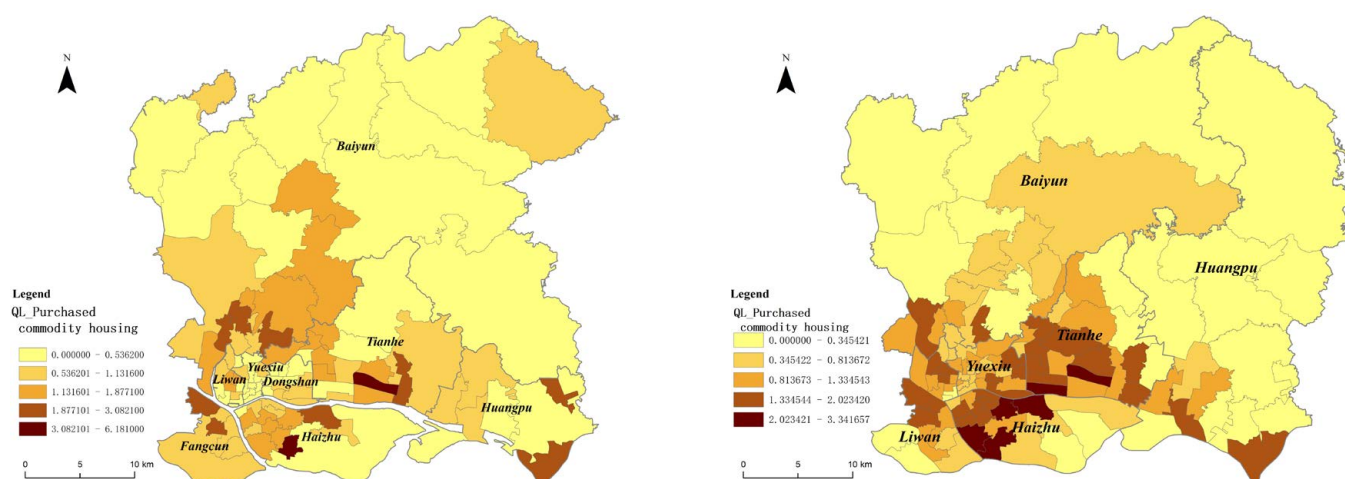 N
Baiyun
Legend
QL_Purchased
commodity housing
0.000000 - 0.536200
0.536201 - 1.131600
1.131601 - 1.877100
1.877101 - 3.082100
3.082101 - 6.181000
0 5 10 km
Tianhe
Yuexiu
Liwan
Dongshan
Huangpu
Haizhu
Fangcun
N
Baiyun
Huangpu
Legend
QL_Purchased
commodity housing
0.000000 - 0.345421
0.345422 - 0.813672
0.813673 - 1.334543
1.334544 - 2.023420
2.023421 - 3.341657
0 5 10 km
Tianhe
Yuexiu
Liwan
Haizhu